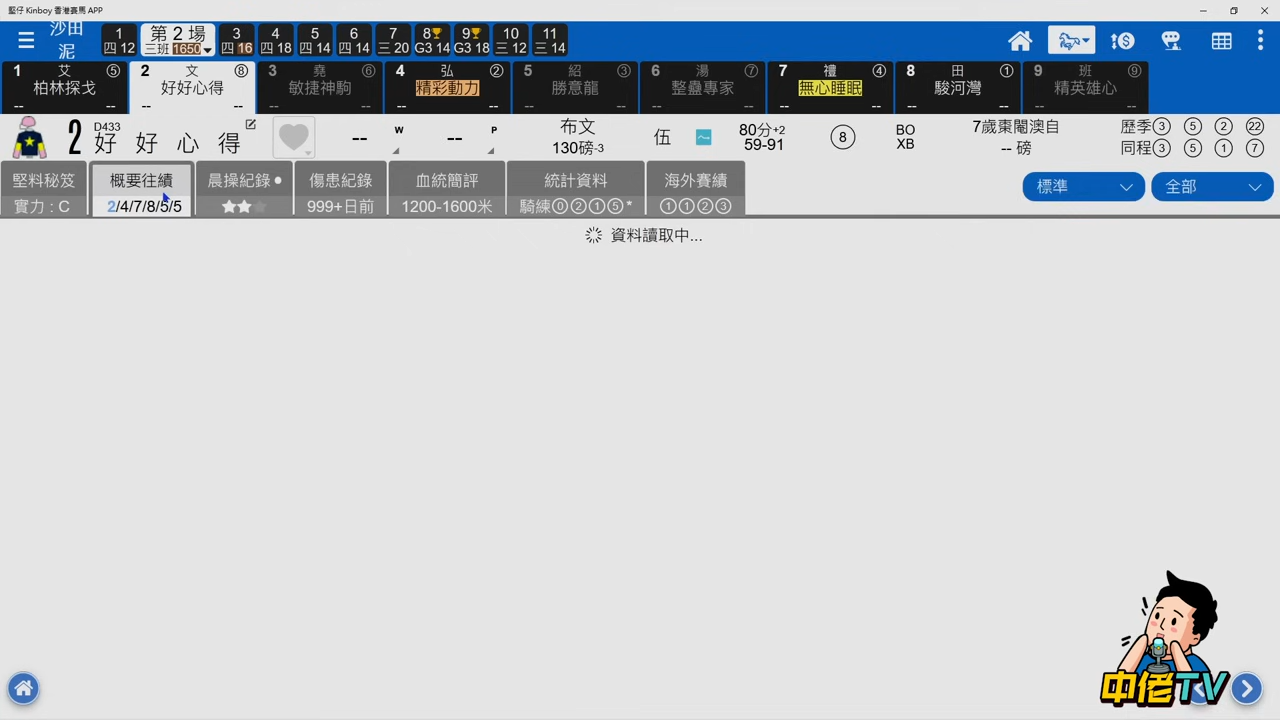 藍仔 Kinboy 香港賽馬 APP
沙田
泥
1
四 12
第 2 場
三班 1650
3
四 16
4
四 18
5
四 14
6
四 14
7
三 20
8
G3 14
9
G3 18
10
三 12
11
三 14
1 艾 ⑤
柏林探戈
--
--
2 文 ⑧
好好心得
--
--
3 堯 ⑥
敏捷神駒
--
--
4 弘 ②
精彩動力
--
--
5 紹 ③
勝意龍
--
--
6 湯 ⑦
整蠱專家
--
--
7 禮 ④
無心睡眠
--
--
8 田 ①
駿河灣
--
--
9 班 ⑨
精英雄心
--
--
2
D433
好好心得
--
W
--
P
布文
130磅-3
伍
80分+2
59-91
⑧
BO
XB
7歲棗閹澳自
-- 磅
歷季③ ⑤ ② ㉒
同程③ ⑤ ① ⑦
堅料秘笈
實力 : C
概要往績
2/4/7/8/5/5
晨操紀錄●
★★★
傷患紀錄
999+日前
血統簡評
1200-1600米
統計資料
騎練⓪②①⑤*
海外賽績
①①②③
標準
全部
資料讀取中...
中佬TV